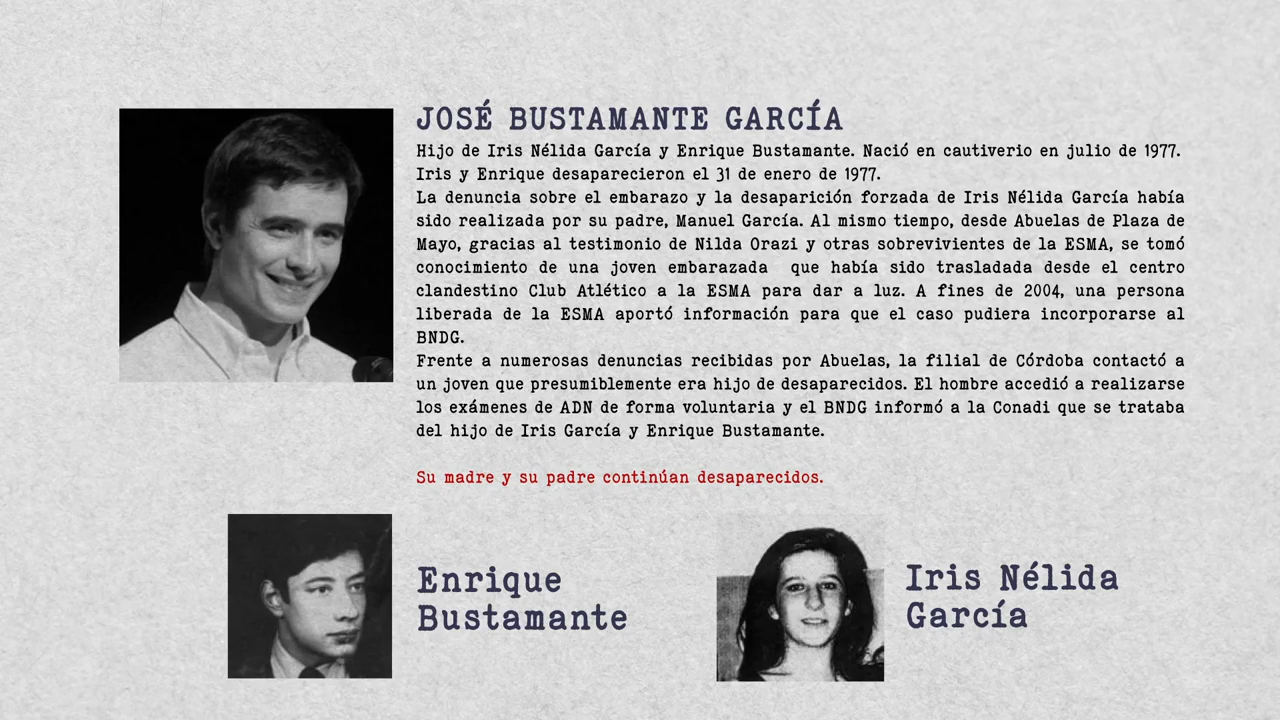 JOSÉ BUSTAMANTE GARCÍA
Hijo de Iris Nélida García y Enrique Bustamante. Nació en cautiverio en julio de 1977.
Iris y Enrique desaparecieron el 31 de enero de 1977.
La denuncia sobre el embarazo y la desaparición forzada de Iris Nélida García había
sido realizada por su padre, Manuel García. Al mismo tiempo, desde Abuelas de Plaza de
Mayo, gracias al testimonio de Nilda Orazi y otras sobrevivientes de la ESMA, se tomó
conocimiento de una joven embarazada que había sido trasladada desde el centro
clandestino Club Atlético a la ESMA para dar a luz. A fines de 2004, una persona
liberada de la ESMA aportó información para que el caso pudiera incorporarse al
BNDG.
Frente a numerosas denuncias recibidas por Abuelas, la filial de Córdoba contactó a
un joven que presumiblemente era hijo de desaparecidos. El hombre accedió a realizarse
los exámenes de ADN de forma voluntaria y el BNDG informó a la Conadi que se trataba
del hijo de Iris García y Enrique Bustamante.
Su madre y su padre continúan desaparecidos.
Enrique
Bustamante
Iris Nélida
García